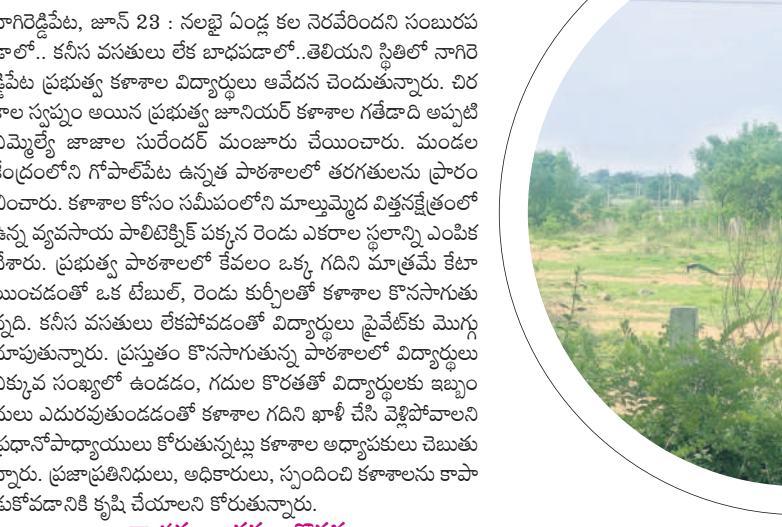 నాగిరెడ్డిపేట, జూన్ 23 : నలభై ఏండ్ల కల నెరవేరిందని సంబురప
డాలో.. కనీస వసతులు లేక బాధపడాలో..తెలియని స్థితిలో నాగిరె
డ్డిపేట ప్రభుత్వ కళాశాల విద్యార్థులు ఆవేదన చెందుతున్నారు. చిర
కాల స్వప్నం అయిన ప్రభుత్వ జూనియర్ కళాశాల గతేడాది అప్పటి
ఎమ్మెల్యే జాజాల సురేందర్ మంజూరు చేయించారు. మండల
కేంద్రంలోని గోపాల్‌పేట ఉన్నత పాఠశాలలో తరగతులను ప్రారం
భించారు. కళాశాల కోసం సమీపంలోని మాల్తుమ్మెద విత్తనక్షేత్రంలో
ఉన్న వ్యవసాయ పాలిటెక్నిక్ పక్కన రెండు ఎకరాల స్థలాన్ని ఎంపిక
చేశారు. ప్రభుత్వ పాఠశాలలో కేవలం ఒక్క గదిని మాత్రమే కేటా
యించడంతో ఒక టేబుల్, రెండు కుర్చీలతో కళాశాల కొనసాగుతు
న్నది. కనీస వసతులు లేకపోవడంతో విద్యార్థులు ప్రైవేట్‌కు మొగ్గు
చూపుతున్నారు. ప్రస్తుతం కొనసాగుతున్న పాఠశాలలో విద్యార్థులు
ఎక్కువ సంఖ్యలో ఉండడం, గదుల కొరతతో విద్యార్థులకు ఇబ్బం
దులు ఎదురవుతుండడంతో కళాశాల గదిని ఖాళీ చేసి వెళ్లిపోవాలని
ప్రధానోపాధ్యాయులు కోరుతున్నట్లు కళాశాల అధ్యాపకులు చెబుతు
న్నారు. ప్రజాప్రతినిధులు, అధికారులు, స్పందించి కళాశాలను కాపా
డుకోవడానికి కృషి చేయాలని కోరుతున్నారు.